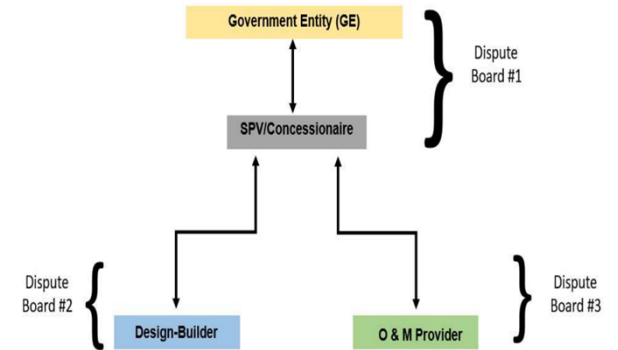 Government Entity (GE)
Dispute
Board #1
SPV/Concessionaire
Dispute
Board #2
Dispute
Board #3
Design-Builder
O & M Provider